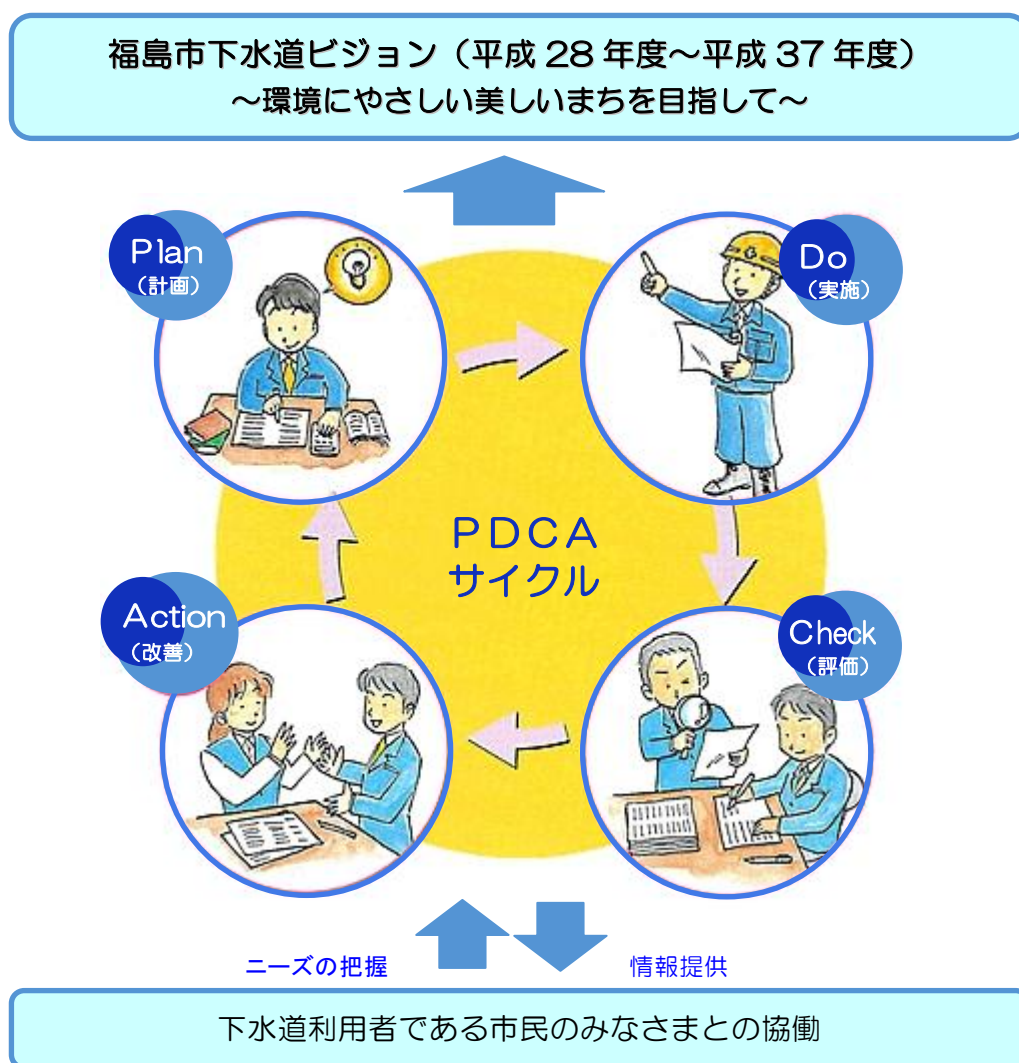 福島市下水道ビジョン（平成 28 年度～平成 37 年度）
～環境にやさしい美しいまちを目指して～
Plan
（計画）
Do
（実施）
PDCA
サイクル
Action
（改善）
Check
（評価）
ニーズの把握
情報提供
下水道利用者である市民のみなさまとの協働